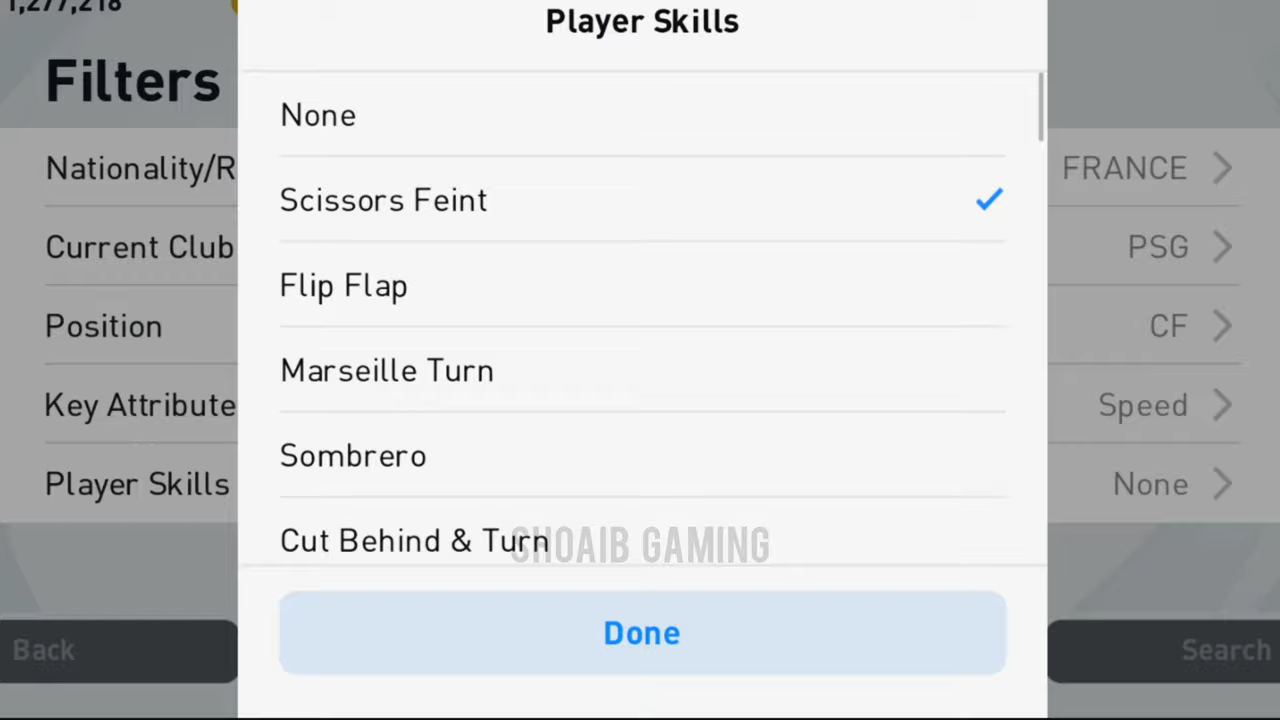 1,277,218
Player Skills
Filters
None
Nationality/R
FRANCE
Scissors Feint
Current Club
PSG
Flip Flap
Position
CF
Marseille Turn
Key Attribute
Speed
Sombrero
Player Skills
None
Cut Behind & Turn
SHOAIB GAMING
Done
Back
Search